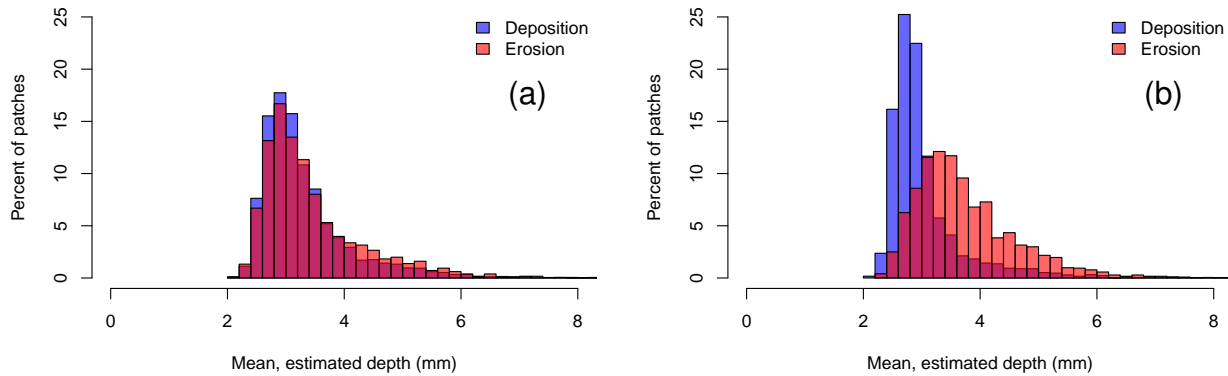 25
20
15
10
5
0
Percent of patches
Deposition
Erosion
(a)
0 2 4 6 8
Mean, estimated depth (mm)
25
20
15
10
5
0
Percent of patches
Deposition
Erosion
(b)
0 2 4 6 8
Mean, estimated depth (mm)